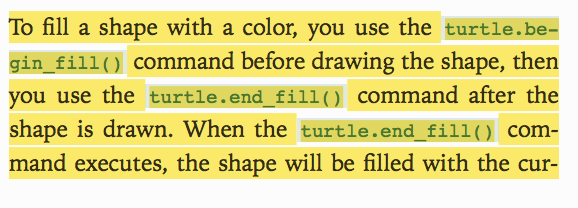 To fill a shape with a color, you use the turtle.be-
gin_fill() command before drawing the shape, then
you use the turtle.end_fill() command after the
shape is drawn. When the turtle.end_fill() com-
mand executes, the shape will be filled with the cur-